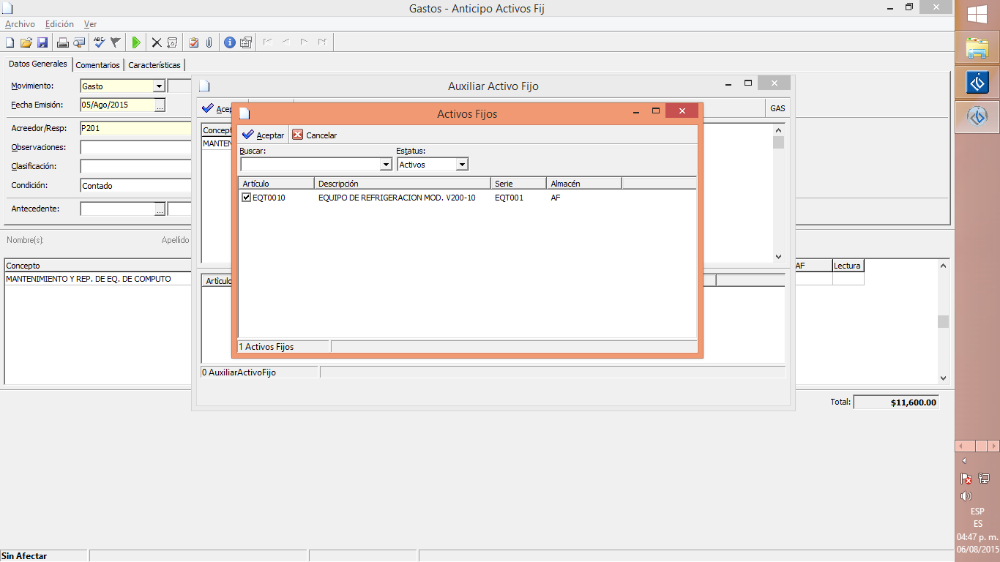 Gastos - Anticipo Activos Fij
Archivo Edición Ver
ABC
Datos Generales Comentarios Características
Movimiento: Gasto
Fecha Emisión: 05/Ago/2015 ...
Acreedor/Resp: P201
Observaciones:
Clasificación:
Condición: Contado
Antecedente: ...
Nombre(s): Apellido
Concepto
MANTENIMIENTO Y REP. DE EQ. DE COMPUTO
AF Lectura
Total: $11,600.00
Sin Afectar
Auxiliar Activo Fijo
Acep GAS
Concept
MANTEN
Articulo
0 AuxiliarActivoFijo
Activos Fijos
Aceptar Cancelar
Buscar: Estatus:
Activos
Artículo Descripción Serie Almacén
EQT0010 EQUIPO DE REFRIGERACION MOD. V200-10 EQT001 AF
1 Activos Fijos
ESP
ES
04:47 p. m.
06/08/2015